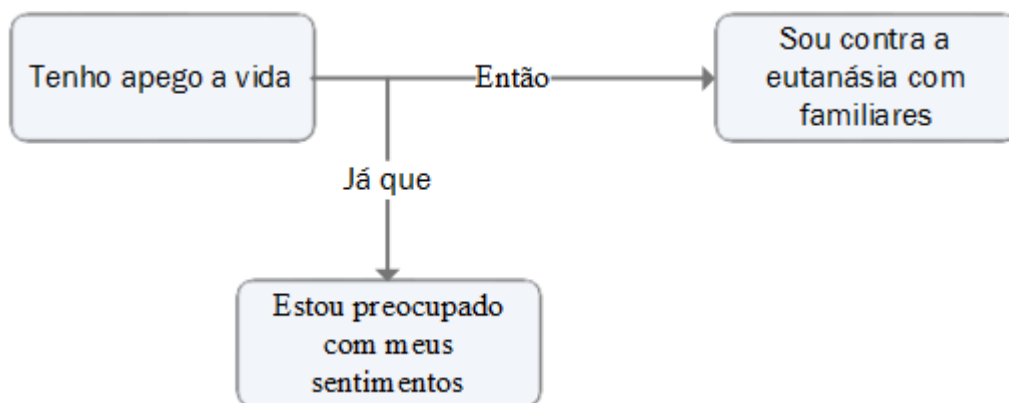 Tenho apego a vida
Então
Sou contra a
eutanásia com
familiares
Já que
Estou preocupado
com meus
sentimentos